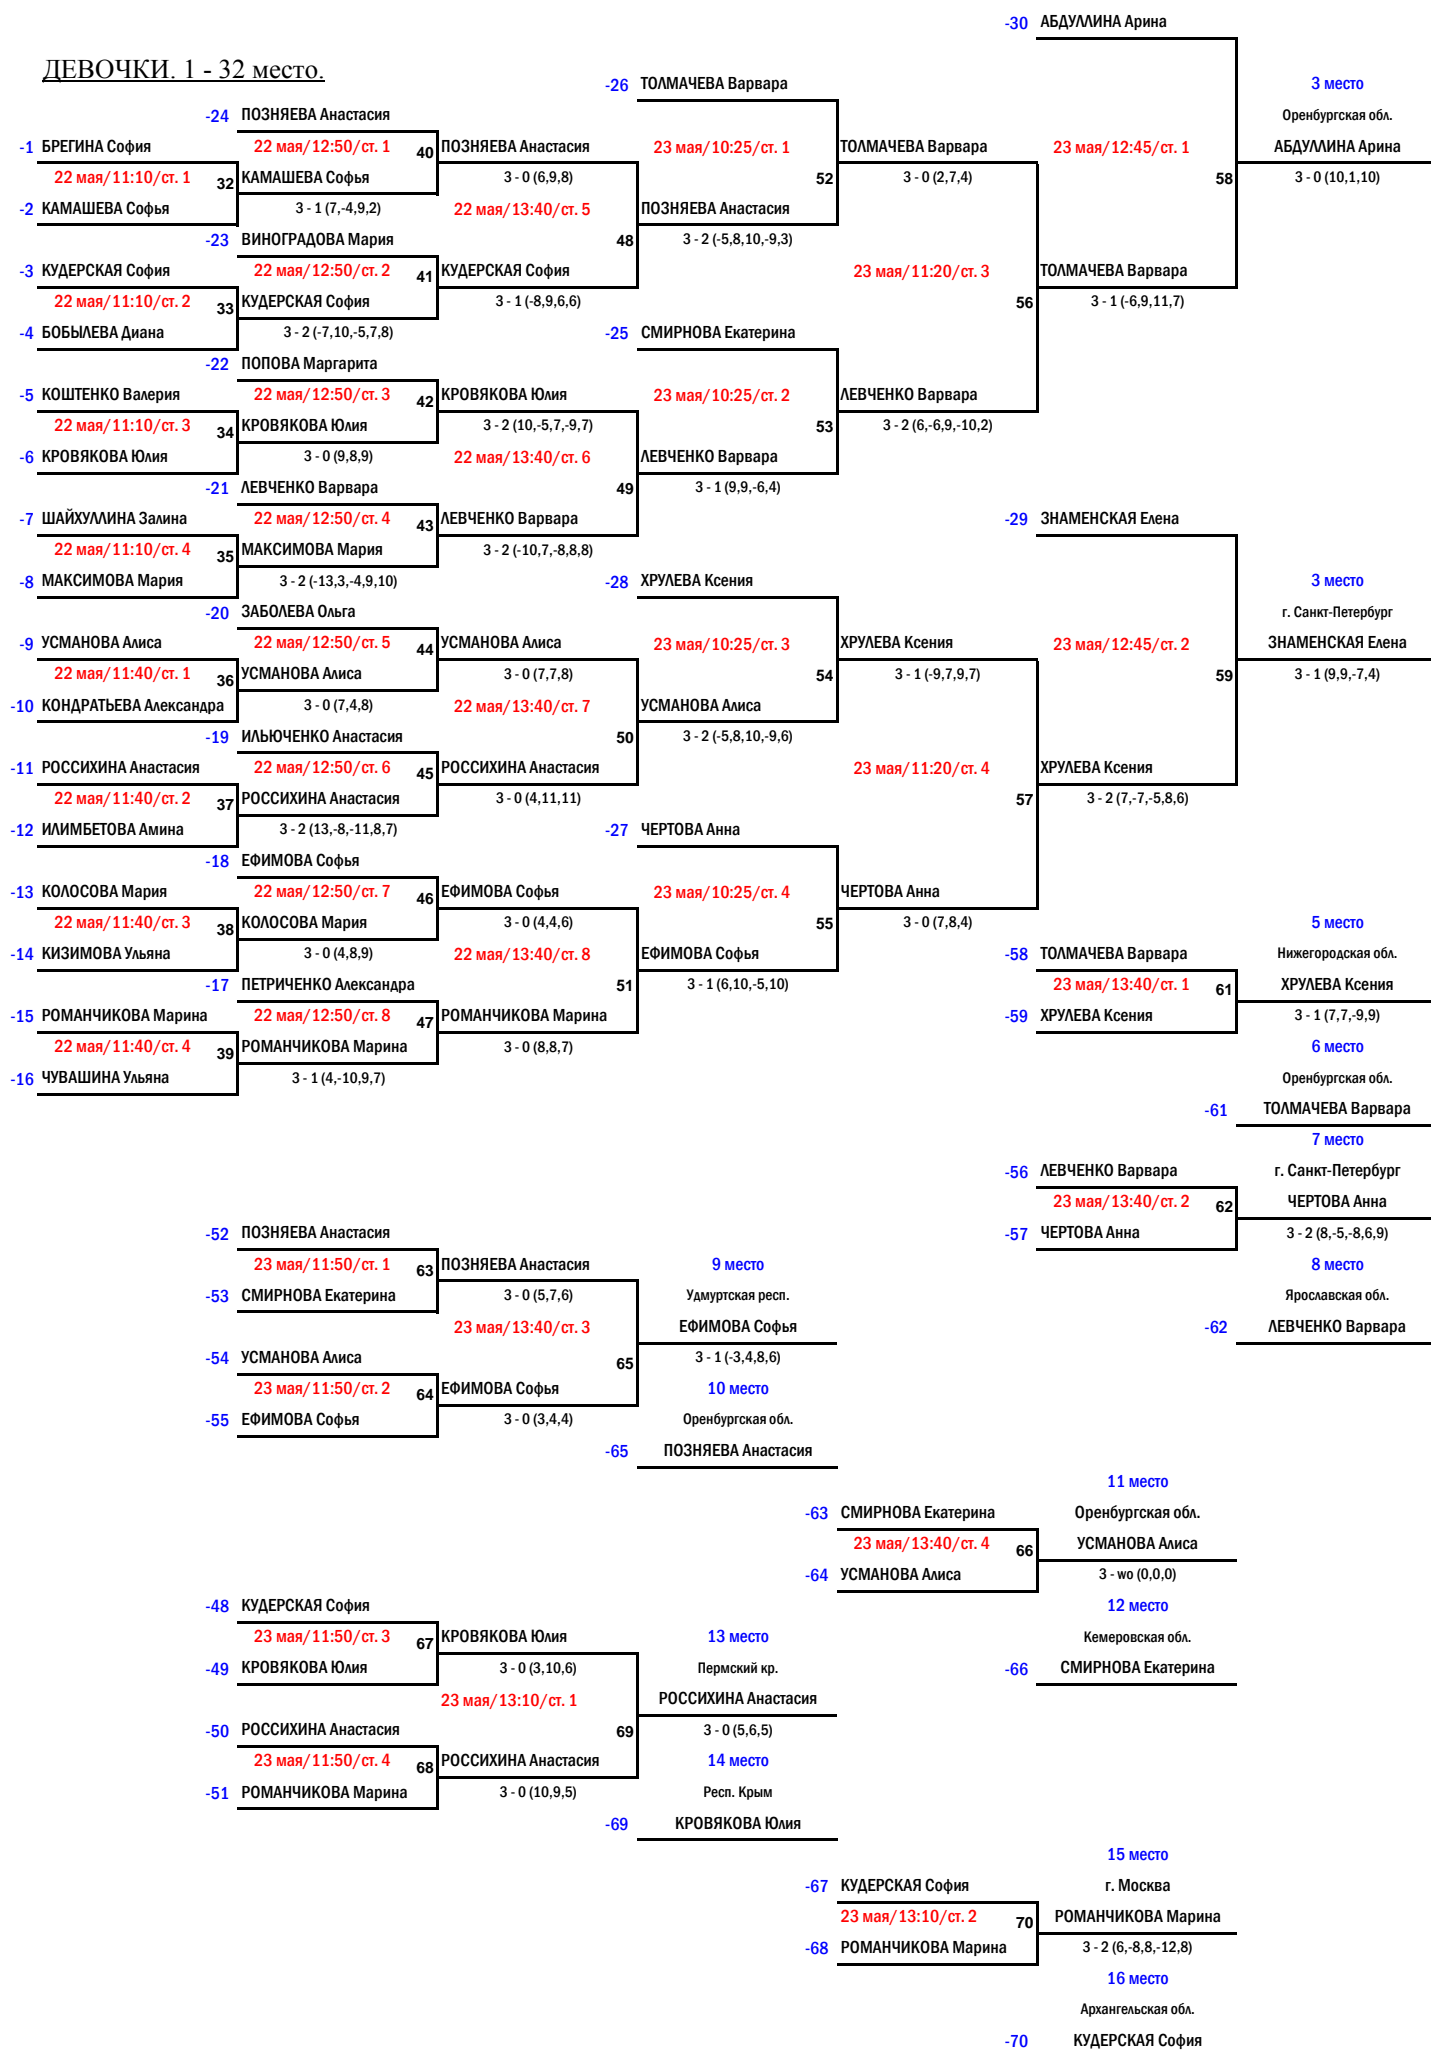 -30 АБДУЛЛИНА Арина
ДЕВОЧКИ. 1 - 32 место.
-26 ТОЛМАЧЕВА Варвара 3 место
-24 ПОЗНЯЕВА Анастасия Оренбургская обл.
-1 БРЕГИНА София 22 мая/12:50/ст. 1 40 ПОЗНЯЕВА Анастасия 23 мая/10:25/ст. 1 ТОЛМАЧЕВА Варвара 23 мая/12:45/ст. 1 АБДУЛЛИНА Арина
22 мая/11:10/ст. 1 32 КАМАШЕВА Софья 3 - 0 (6,9,8) 52 3 - 0 (2,7,4) 58 3 - 0 (10,1,10)
-2 КАМАШЕВА Софья 3 - 1 (7,-4,9,2) 22 мая/13:40/ст. 5 ПОЗНЯЕВА Анастасия
-23 ВИНОГРАДОВА Мария 48 3 - 2 (-5,8,10,-9,3)
-3 КУДЕРСКАЯ София 22 мая/12:50/ст. 2 41 КУДЕРСКАЯ София 23 мая/11:20/ст. 3 ТОЛМАЧЕВА Варвара
22 мая/11:10/ст. 2 33 КУДЕРСКАЯ София 3 - 1 (-8,9,6,6) 56 3 - 1 (-6,9,11,7)
-4 БОБЫЛЕВА Диана 3 - 2 (-7,10,-5,7,8) -25 СМИРНОВА Екатерина
-22 ПОПОВА Маргарита
-5 КОШТЕНКО Валерия 22 мая/12:50/ст. 3 42 КРОВЯКОВА Юлия 23 мая/10:25/ст. 2 ЛЕВЧЕНКО Варвара
22 мая/11:10/ст. 3 34 КРОВЯКОВА Юлия 3 - 2 (10,-5,7,-9,7) 53 3 - 2 (6,-6,9,-10,2)
-6 КРОВЯКОВА Юлия 3 - 0 (9,8,9) 22 мая/13:40/ст. 6 ЛЕВЧЕНКО Варвара
-21 ЛЕВЧЕНКО Варвара 49 3 - 1 (9,9,-6,4)
-7 ШАЙХУЛЛИНА Залина 22 мая/12:50/ст. 4 43 ЛЕВЧЕНКО Варвара -29 ЗНАМЕНСКАЯ Елена
22 мая/11:10/ст. 4 35 МАКСИМОВА Мария 3 - 2 (-10,7,-8,8,8)
-8 МАКСИМОВА Мария 3 - 2 (-13,3,-4,9,10) -28 ХРУЛЕВА Ксения 3 место
-20 ЗАБОЛЕВА Ольга г. Санкт-Петербург
-9 УСМАНОВА Алиса 22 мая/12:50/ст. 5 44 УСМАНОВА Алиса 23 мая/10:25/ст. 3 ХРУЛЕВА Ксения 23 мая/12:45/ст. 2 ЗНАМЕНСКАЯ Елена
22 мая/11:40/ст. 1 36 УСМАНОВА Алиса 3 - 0 (7,7,8) 54 3 - 1 (-9,7,9,7) 59 3 - 1 (9,9,-7,4)
-10 КОНДРАТЬЕВА Александра 3 - 0 (7,4,8) 22 мая/13:40/ст. 7 УСМАНОВА Алиса
-19 ИЛЬЮЧЕНКО Анастасия 50 3 - 2 (-5,8,10,-9,6)
-11 РОССИХИНА Анастасия 22 мая/12:50/ст. 6 45 РОССИХИНА Анастасия 23 мая/11:20/ст. 4 ХРУЛЕВА Ксения
22 мая/11:40/ст. 2 37 РОССИХИНА Анастасия 3 - 0 (4,11,11) 57 3 - 2 (7,-7,-5,8,6)
-12 ИЛИМБЕТОВА Амина 3 - 2 (13,-8,-11,8,7) -27 ЧЕРТОВА Анна
-18 ЕФИМОВА Софья
-13 КОЛОСОВА Мария 22 мая/12:50/ст. 7 46 ЕФИМОВА Софья 23 мая/10:25/ст. 4 ЧЕРТОВА Анна
22 мая/11:40/ст. 3 38 КОЛОСОВА Мария 3 - 0 (4,4,6) 55 3 - 0 (7,8,4) 5 место
-14 КИЗИМОВА Ульяна 3 - 0 (4,8,9) 22 мая/13:40/ст. 8 ЕФИМОВА Софья -58 ТОЛМАЧЕВА Варвара Нижегородская обл.
-17 ПЕТРИЧЕНКО Александра 51 3 - 1 (6,10,-5,10) 23 мая/13:40/ст. 1 61 ХРУЛЕВА Ксения
-15 РОМАНЧИКОВА Марина 22 мая/12:50/ст. 8 47 РОМАНЧИКОВА Марина -59 ХРУЛЕВА Ксения 3 - 1 (7,7,-9,9)
22 мая/11:40/ст. 4 39 РОМАНЧИКОВА Марина 3 - 0 (8,8,7) 6 место
-16 ЧУВАШИНА Ульяна 3 - 1 (4,-10,9,7) Оренбургская обл.
-61 ТОЛМАЧЕВА Варвара
7 место
-56 ЛЕВЧЕНКО Варвара г. Санкт-Петербург
23 мая/13:40/ст. 2 62 ЧЕРТОВА Анна
-52 ПОЗНЯЕВА Анастасия -57 ЧЕРТОВА Анна 3 - 2 (8,-5,-8,6,9)
23 мая/11:50/ст. 1 63 ПОЗНЯЕВА Анастасия 9 место 8 место
-53 СМИРНОВА Екатерина 3 - 0 (5,7,6) Удмуртская респ. Ярославская обл.
23 мая/13:40/ст. 3 ЕФИМОВА Софья -62 ЛЕВЧЕНКО Варвара
-54 УСМАНОВА Алиса 65 3 - 1 (-3,4,8,6)
23 мая/11:50/ст. 2 64 ЕФИМОВА Софья 10 место
-55 ЕФИМОВА Софья 3 - 0 (3,4,4) Оренбургская обл.
-65 ПОЗНЯЕВА Анастасия
11 место
-63 СМИРНОВА Екатерина Оренбургская обл.
23 мая/13:40/ст. 4 66 УСМАНОВА Алиса
-64 УСМАНОВА Алиса 3 - wo (0,0,0)
-48 КУДЕРСКАЯ София 12 место
23 мая/11:50/ст. 3 67 КРОВЯКОВА Юлия 13 место Кемеровская обл.
-49 КРОВЯКОВА Юлия 3 - 0 (3,10,6) Пермский кр. -66 СМИРНОВА Екатерина
23 мая/13:10/ст. 1 РОССИХИНА Анастасия
-50 РОССИХИНА Анастасия 69 3 - 0 (5,6,5)
23 мая/11:50/ст. 4 68 РОССИХИНА Анастасия 14 место
-51 РОМАНЧИКОВА Марина 3 - 0 (10,9,5) Респ. Крым
-69 КРОВЯКОВА Юлия
15 место
-67 КУДЕРСКАЯ София г. Москва
23 мая/13:10/ст. 2 70 РОМАНЧИКОВА Марина
-68 РОМАНЧИКОВА Марина 3 - 2 (6,-8,8,-12,8)
16 место
Архангельская обл.
-70 КУДЕРСКАЯ София